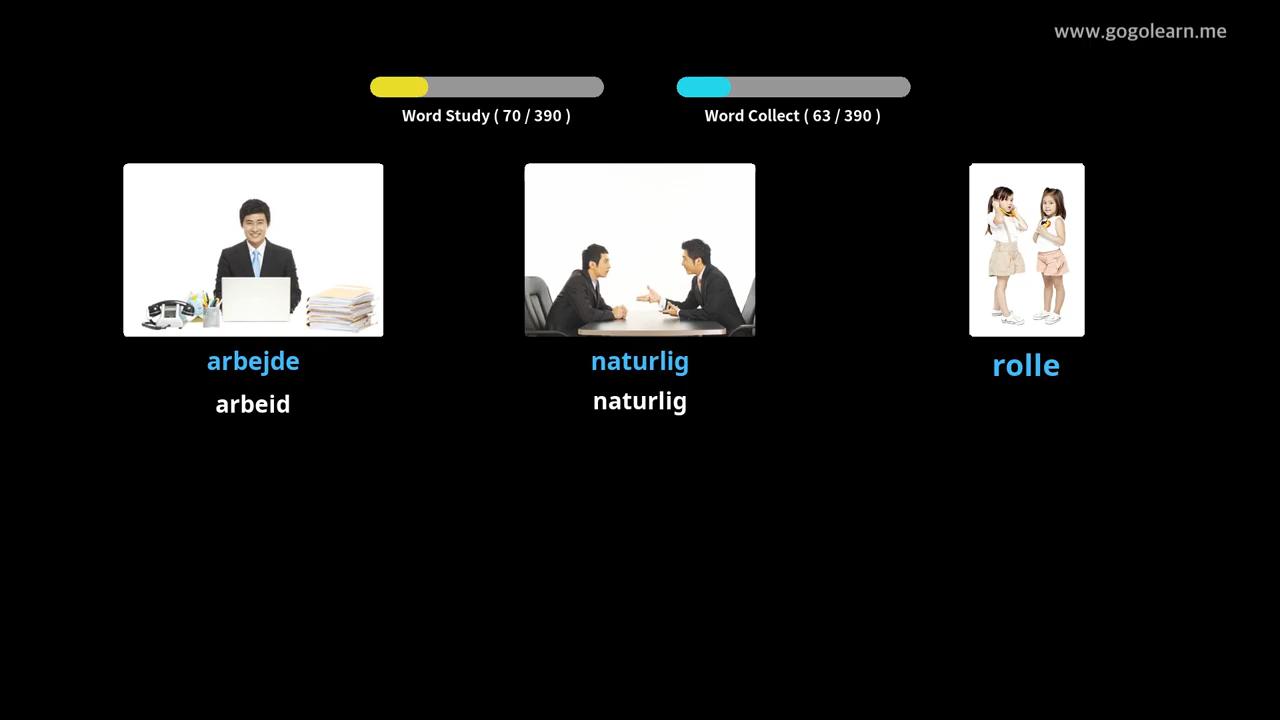 www.gogolearn.me
Word Study ( 70 / 390 )
Word Collect ( 63 / 390 )
arbejde
naturlig
rolle
arbeid
naturlig